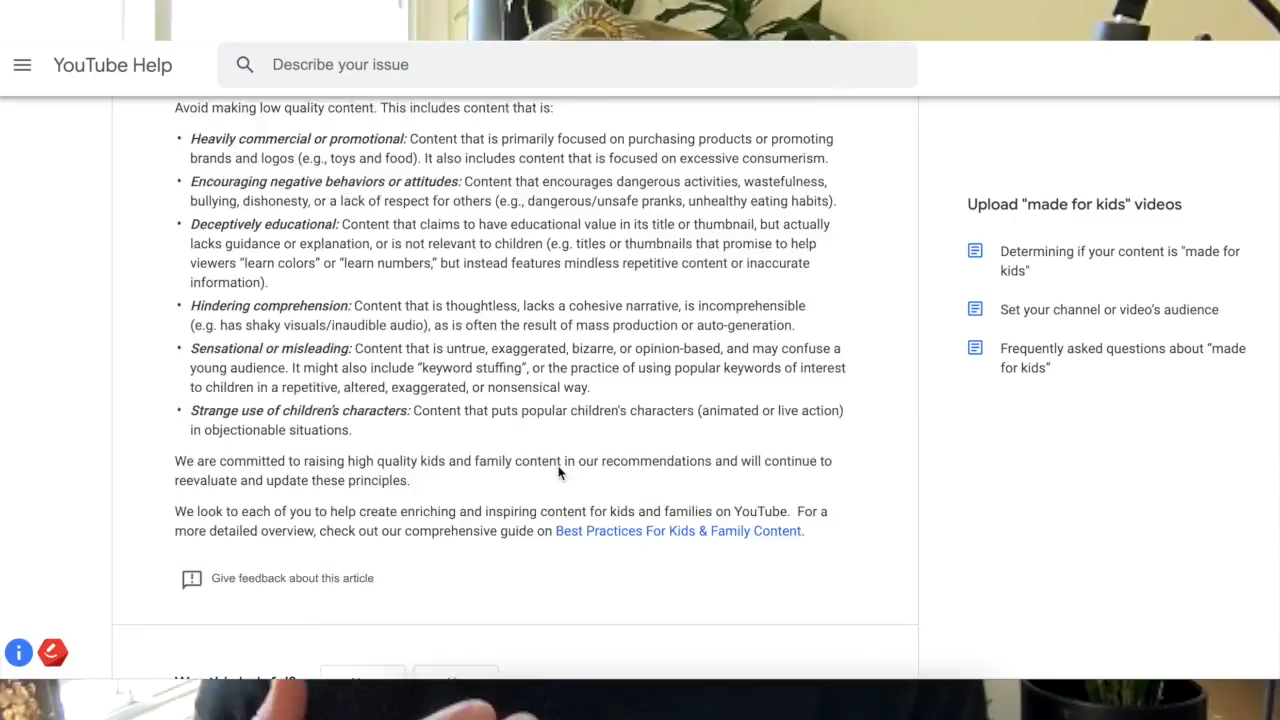 YouTube Help
Describe your issue
Avoid making low quality content. This includes content that is:
• Heavily commercial or promotional: Content that is primarily focused on purchasing products or promoting
brands and logos (e.g., toys and food). It also includes content that is focused on excessive consumerism.
• Encouraging negative behaviors or attitudes: Content that encourages dangerous activities, wastefulness,
bullying, dishonesty, or a lack of respect for others (e.g., dangerous/unsafe pranks, unhealthy eating habits).
• Deceptively educational: Content that claims to have educational value in its title or thumbnail, but actually
lacks guidance or explanation, or is not relevant to children (e.g. titles or thumbnails that promise to help
viewers “learn colors” or “learn numbers,” but instead features mindless repetitive content or inaccurate
information).
• Hindering comprehension: Content that is thoughtless, lacks a cohesive narrative, is incomprehensible
(e.g. has shaky visuals/inaudible audio), as is often the result of mass production or auto-generation.
• Sensational or misleading: Content that is untrue, exaggerated, bizarre, or opinion-based, and may confuse a
young audience. It might also include “keyword stuffing”, or the practice of using popular keywords of interest
to children in a repetitive, altered, exaggerated, or nonsensical way.
• Strange use of children’s characters: Content that puts popular children's characters (animated or live action)
in objectionable situations.
We are committed to raising high quality kids and family content in our recommendations and will continue to
reevaluate and update these principles.
We look to each of you to help create enriching and inspiring content for kids and families on YouTube. For a
more detailed overview, check out our comprehensive guide on Best Practices For Kids & Family Content.
Give feedback about this article
Upload "made for kids" videos
Determining if your content is "made for
kids"
Set your channel or video’s audience
Frequently asked questions about “made
for kids”